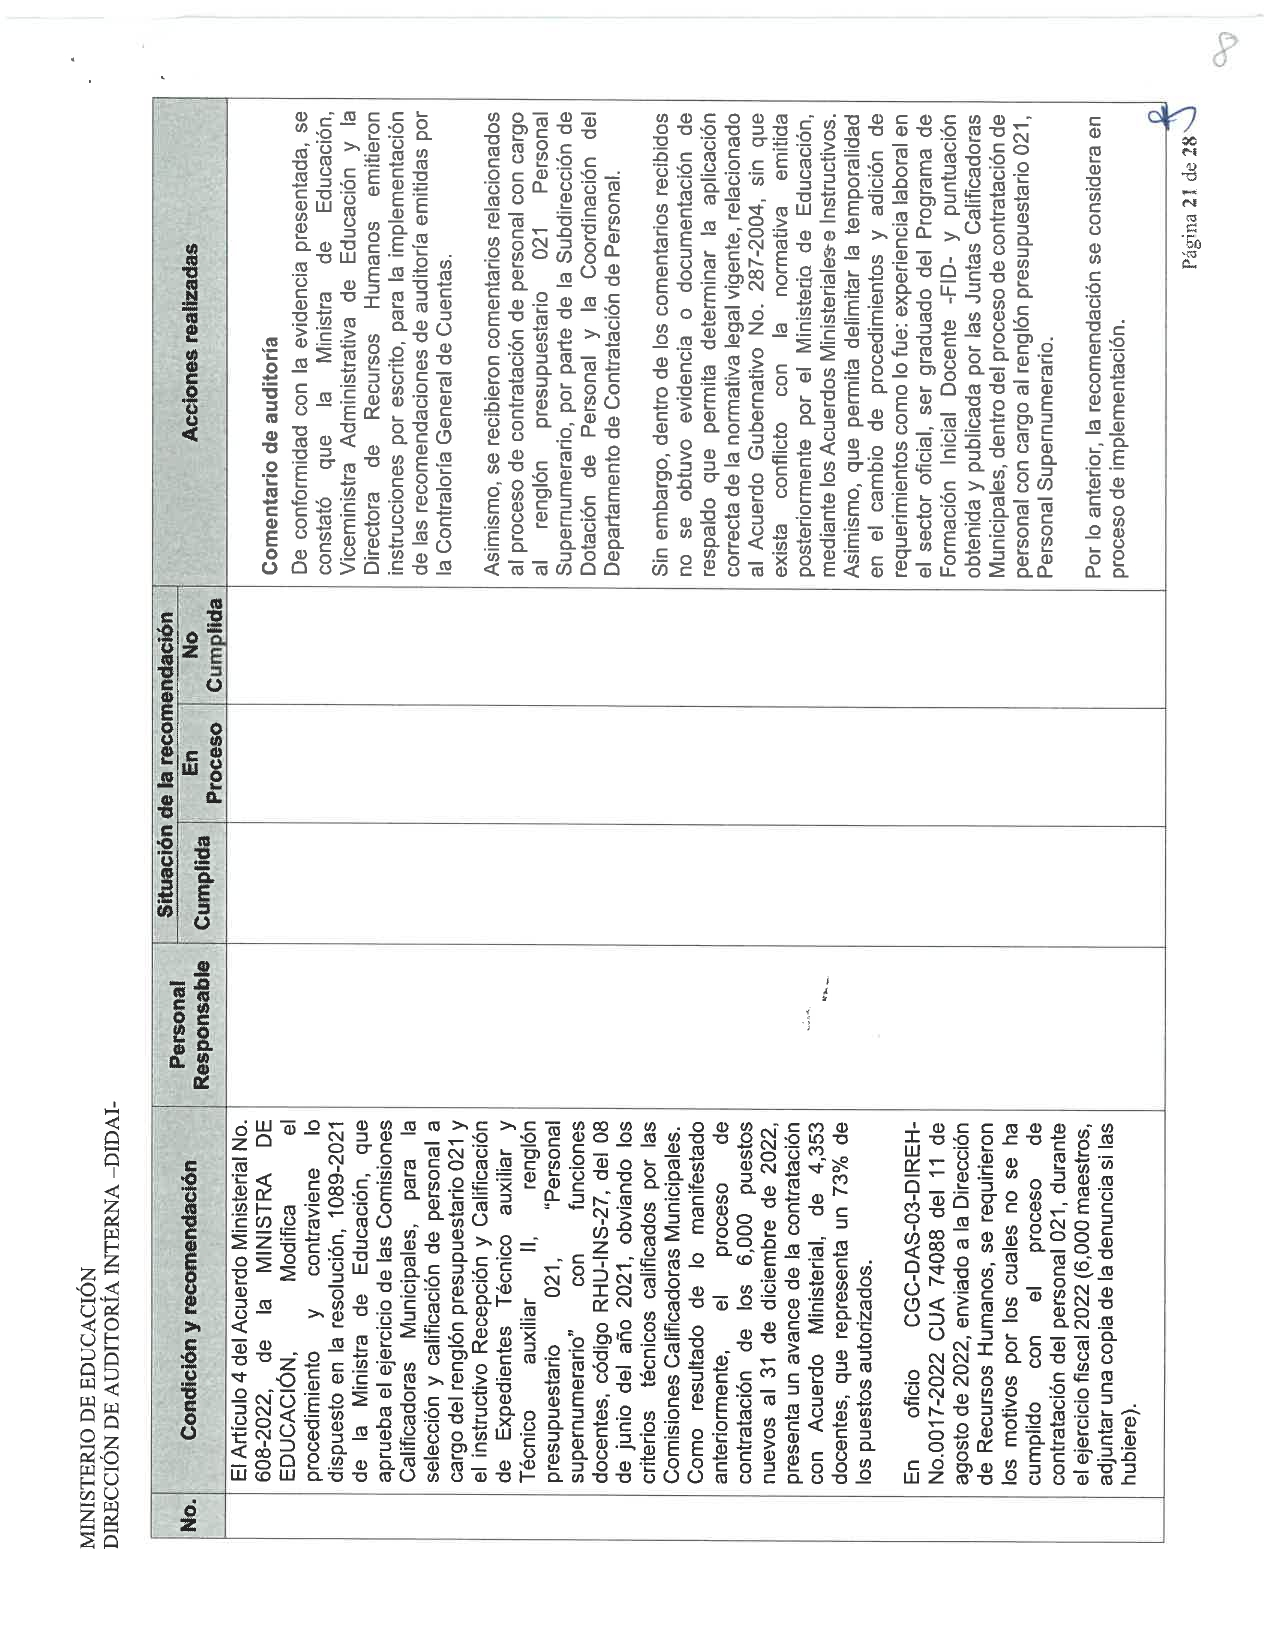 MINISTERIO DE EDUCACIÓN
DIRECCIÓN DE AUDITORÍA INTERNA –DIDAI-
No.
Condición y recomendación
Personal
Responsable
Situación de la recomendación
Cumplida
En
Proceso
No
Cumplida
Acciones realizadas
El Artículo 4 del Acuerdo Ministerial No.
608-2022, de la MINISTRA DE
EDUCACIÓN, Modifica el
procedimiento y contraviene lo
dispuesto en la resolución, 1089-2021
de la Ministra de Educación, que
aprueba el ejercicio de las Comisiones
Calificadoras Municipales, para la
selección y calificación de personal a
cargo del renglón presupuestario 021 y
el instructivo Recepción y Calificación
de Expedientes Técnico auxiliar y
Técnico auxiliar II, renglón
presupuestario 021, “Personal
supernumerario” con funciones
docentes, código RHU-INS-27, del 08
de junio del año 2021, obviando los
criterios técnicos calificados por las
Comisiones Calificadoras Municipales.
Como resultado de lo manifestado
anteriormente, el proceso de
contratación de los 6,000 puestos
nuevos al 31 de diciembre de 2022,
presenta un avance de la contratación
con Acuerdo Ministerial, de 4,353
docentes, que representa un 73% de
los puestos autorizados.
En oficio CGC-DAS-03-DIREH-
No.0017-2022 CUA 74088 del 11 de
agosto de 2022, enviado a la Dirección
de Recursos Humanos, se requirieron
los motivos por los cuales no se ha
cumplido con el proceso de
contratación del personal 021, durante
el ejercicio fiscal 2022 (6,000 maestros,
adjuntar una copia de la denuncia si las
hubiere).
Comentario de auditoría
De conformidad con la evidencia presentada, se
constató que la Ministra de Educación,
Viceministra Administrativa de Educación y la
Directora de Recursos Humanos emitieron
instrucciones por escrito, para la implementación
de las recomendaciones de auditoría emitidas por
la Contraloría General de Cuentas.
Asimismo, se recibieron comentarios relacionados
al proceso de contratación de personal con cargo
al renglón presupuestario 021 Personal
Supernumerario, por parte de la Subdirección de
Dotación de Personal y la Coordinación del
Departamento de Contratación de Personal.
Sin embargo, dentro de los comentarios recibidos
no se obtuvo evidencia o documentación de
respaldo que permita determinar la aplicación
correcta de la normativa legal vigente, relacionado
al Acuerdo Gubernativo No. 287-2004, sin que
exista conflicto con la normativa emitida
posteriormente por el Ministerio de Educación,
mediante los Acuerdos Ministeriales e Instructivos.
Asimismo, que permita delimitar la temporalidad
en el cambio de procedimientos y adición de
requerimientos como lo fue: experiencia laboral en
el sector oficial, ser graduado del Programa de
Formación Inicial Docente -FID- y puntuación
obtenida y publicada por las Juntas Calificadoras
Municipales, dentro del proceso de contratación de
personal con cargo al renglón presupuestario 021,
Personal Supernumerario.
Por lo anterior, la recomendación se considera en
proceso de implementación.
Página 21 de 28
8